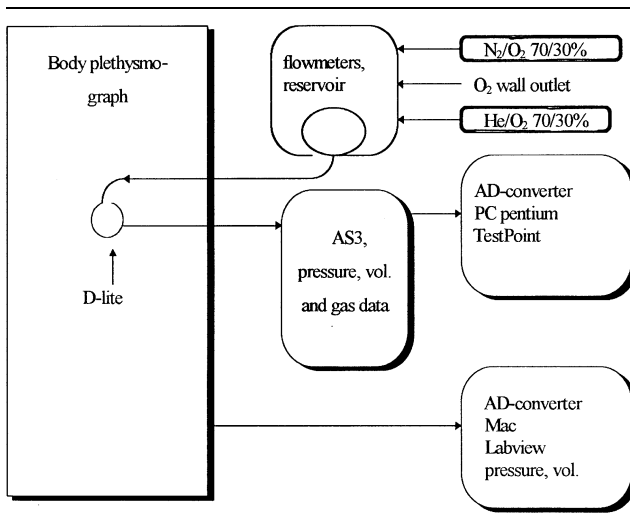 Body plethysmo-
graph
flowmeters,
reservoir
N2/O2 70/30%
O2 wall outlet
He/O2 70/30%
D-lite
AS3,
pressure, vol.
and gas data
AD-converter
PC pentium
TestPoint
AD-converter
Mac
Labview
pressure, vol.